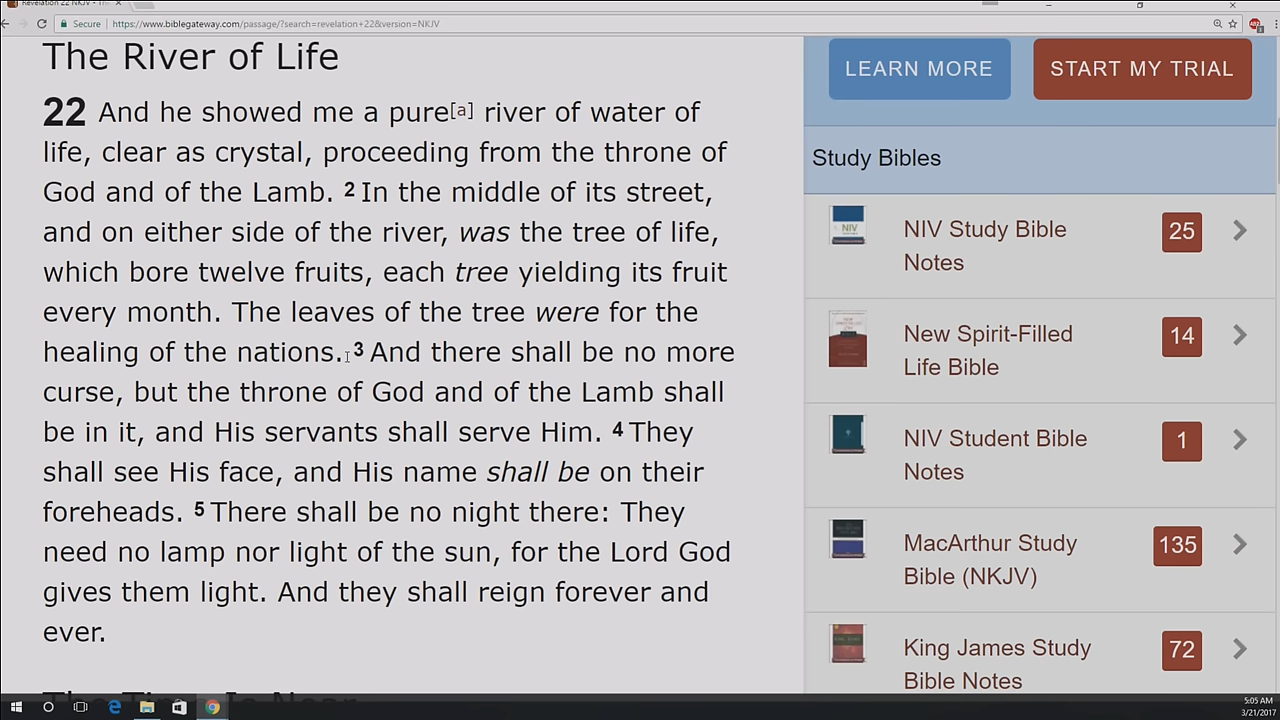 Revelation 22 NKJV - Th
Secure
https://www.biblegateway.com/passage/?search=revelation+22&version=NKJV
The River of Life
22 And he showed me a pure[a] river of water of
life, clear as crystal, proceeding from the throne of
God and of the Lamb. 2 In the middle of its street,
and on either side of the river, was the tree of life,
which bore twelve fruits, each tree yielding its fruit
every month. The leaves of the tree were for the
healing of the nations. 3 And there shall be no more
curse, but the throne of God and of the Lamb shall
be in it, and His servants shall serve Him. 4 They
shall see His face, and His name shall be on their
foreheads. 5 There shall be no night there: They
need no lamp nor light of the sun, for the Lord God
gives them light. And they shall reign forever and
ever.
The Time Is Near
LEARN MORE
START MY TRIAL
Study Bibles
NIV
NIV Study Bible
Notes
25
New Spirit-Filled
Life Bible
14
NIV Student Bible
Notes
1
MacArthur Study
Bible (NKJV)
135
King James Study
Bible Notes
72
5:05 AM
3/21/2017